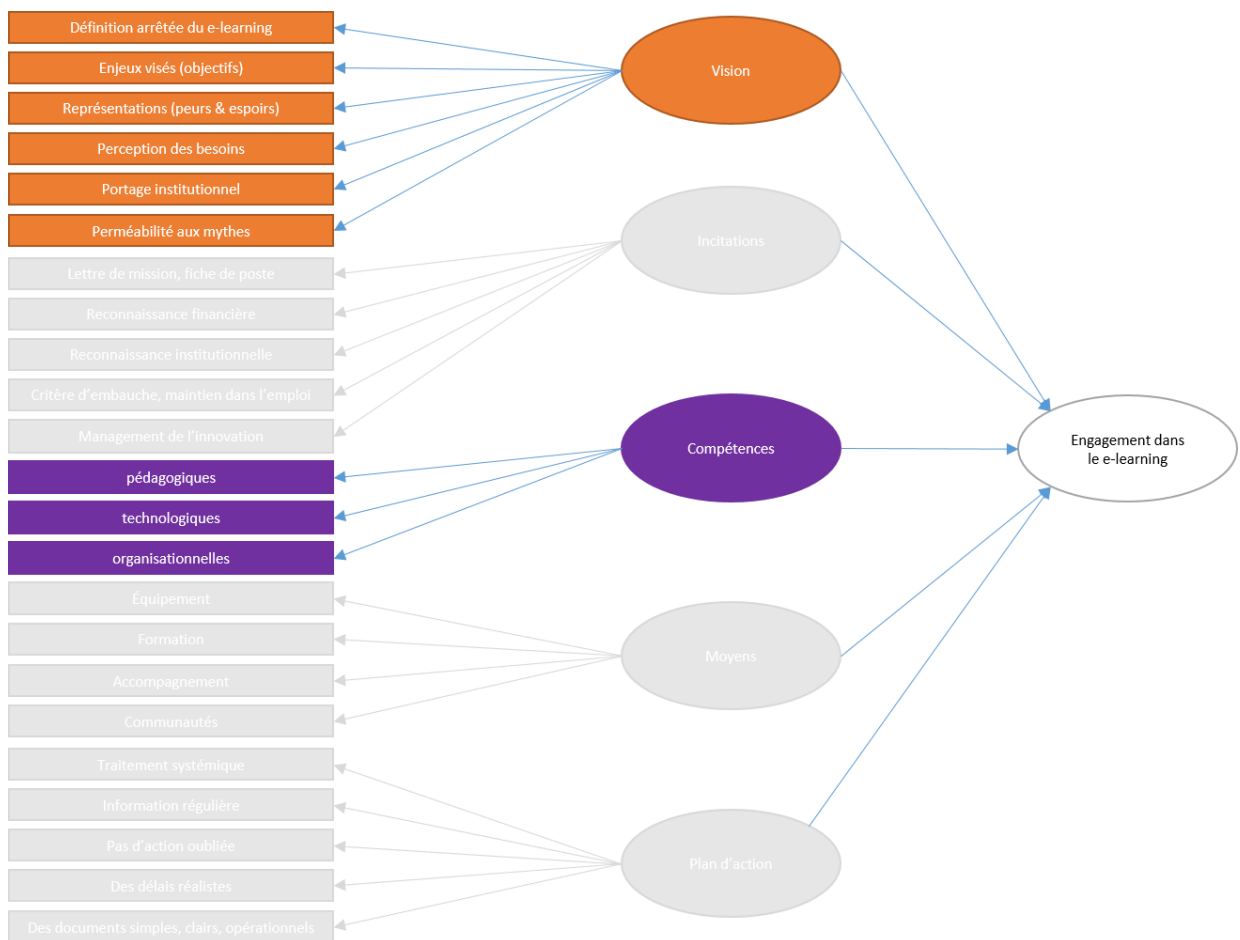 Définition arrêtée du e-learning
Enjeux visés (objectifs)
Représentations (peurs & espoirs)
Perception des besoins
Portage institutionnel
Perméabilité aux mythes
Lettre de mission, fiche de poste
Reconnaissance financière
Reconnaissance institutionnelle
Critère d'embauche, maintien dans l'emploi
Management de l'innovation
pédagogiques
technologiques
organisationnelles
Équipement
Formation
Accompagnement
Communautés
Traitement systémique
Information régulière
Pas d'action oubliée
Des délais réalistes
Des documents simples, clairs, opérationnels
Vision
Incitations
Compétences
Moyens
Plan d'action
Engagement dans
le e-learning